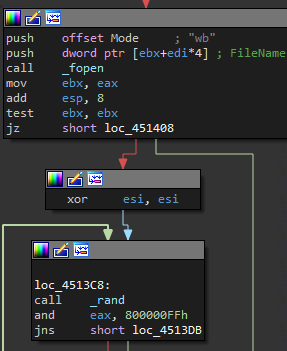 push offset Mode ; "wb"
push dword ptr [ebx+edi*4] ; FileName
call _fopen
mov ebx, eax
add esp, 8
test ebx, ebx
jz short loc_451408
xor esi, esi
loc_4513C8:
call _rand
and eax, 800000FFh
jns short loc_4513DB